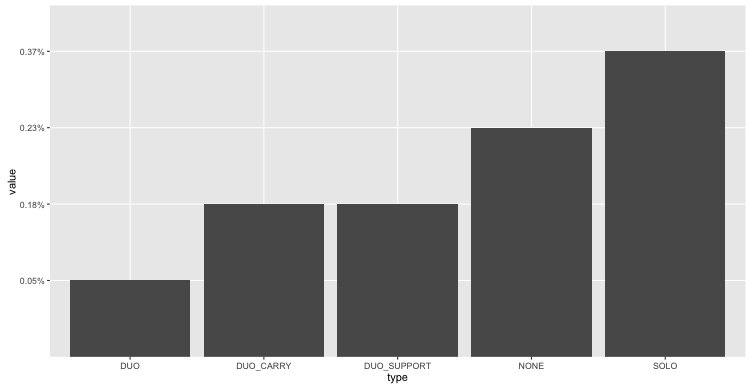 0.37%
0.23%
value
0.18%
0.05%
DUO DUO_CARRY DUO_SUPPORT NONE SOLO
type